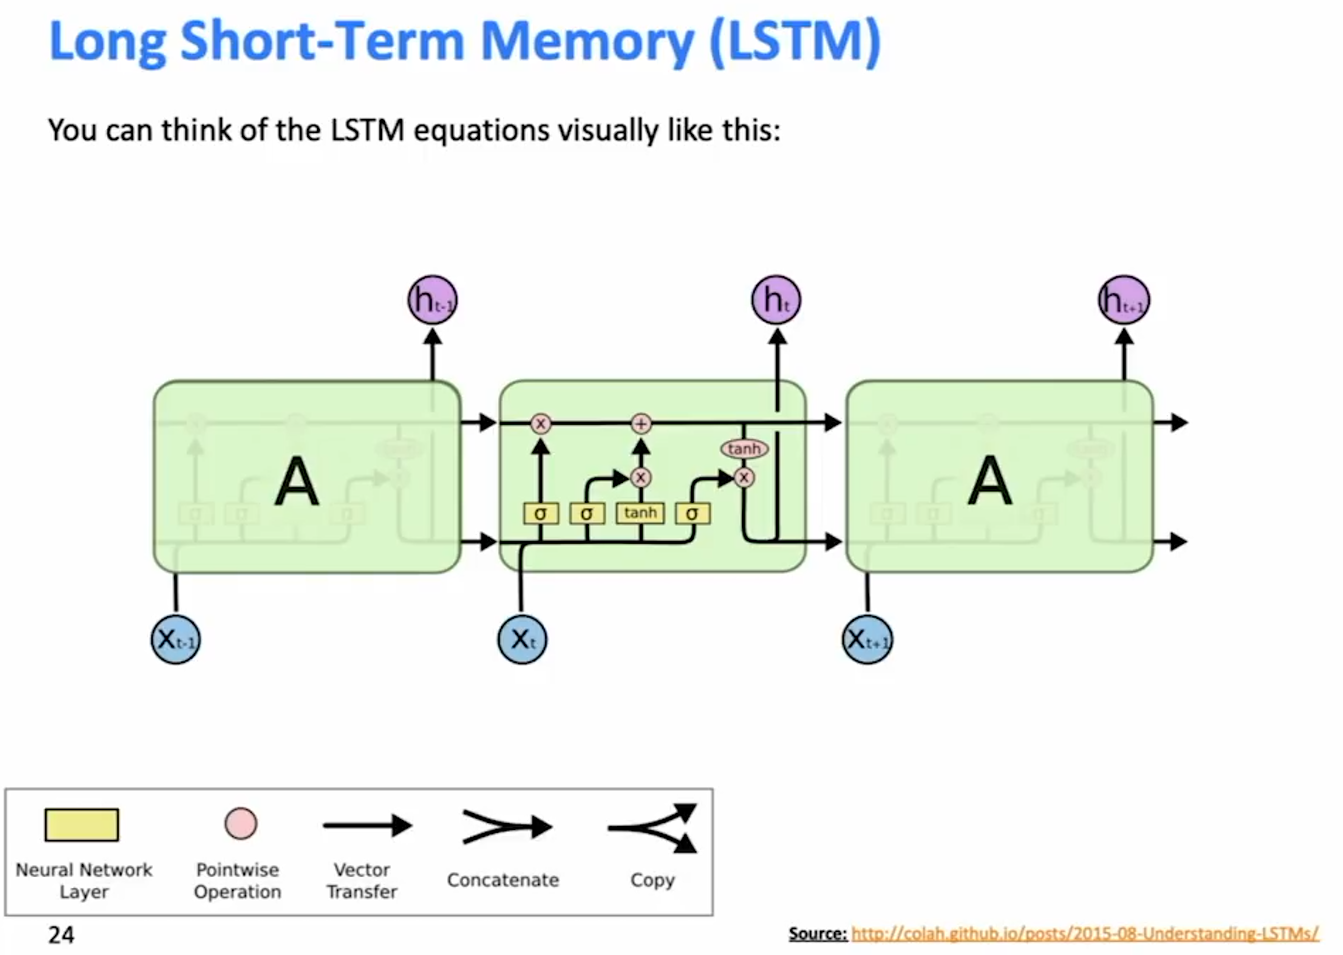 Long Short-Term Memory (LSTM)
You can think of the LSTM equations visually like this:
hₜ₋₁
hₜ
hₜ₊₁
A
x
+
tanh
x
x
σ
σ
tanh
σ
A
Xₜ₋₁
Xₜ
Xₜ₊₁
Neural Network
Layer
Pointwise
Operation
Vector
Transfer
Concatenate
Copy
24
Source: http://colah.github.io/posts/2015-08-Understanding-LSTMs/